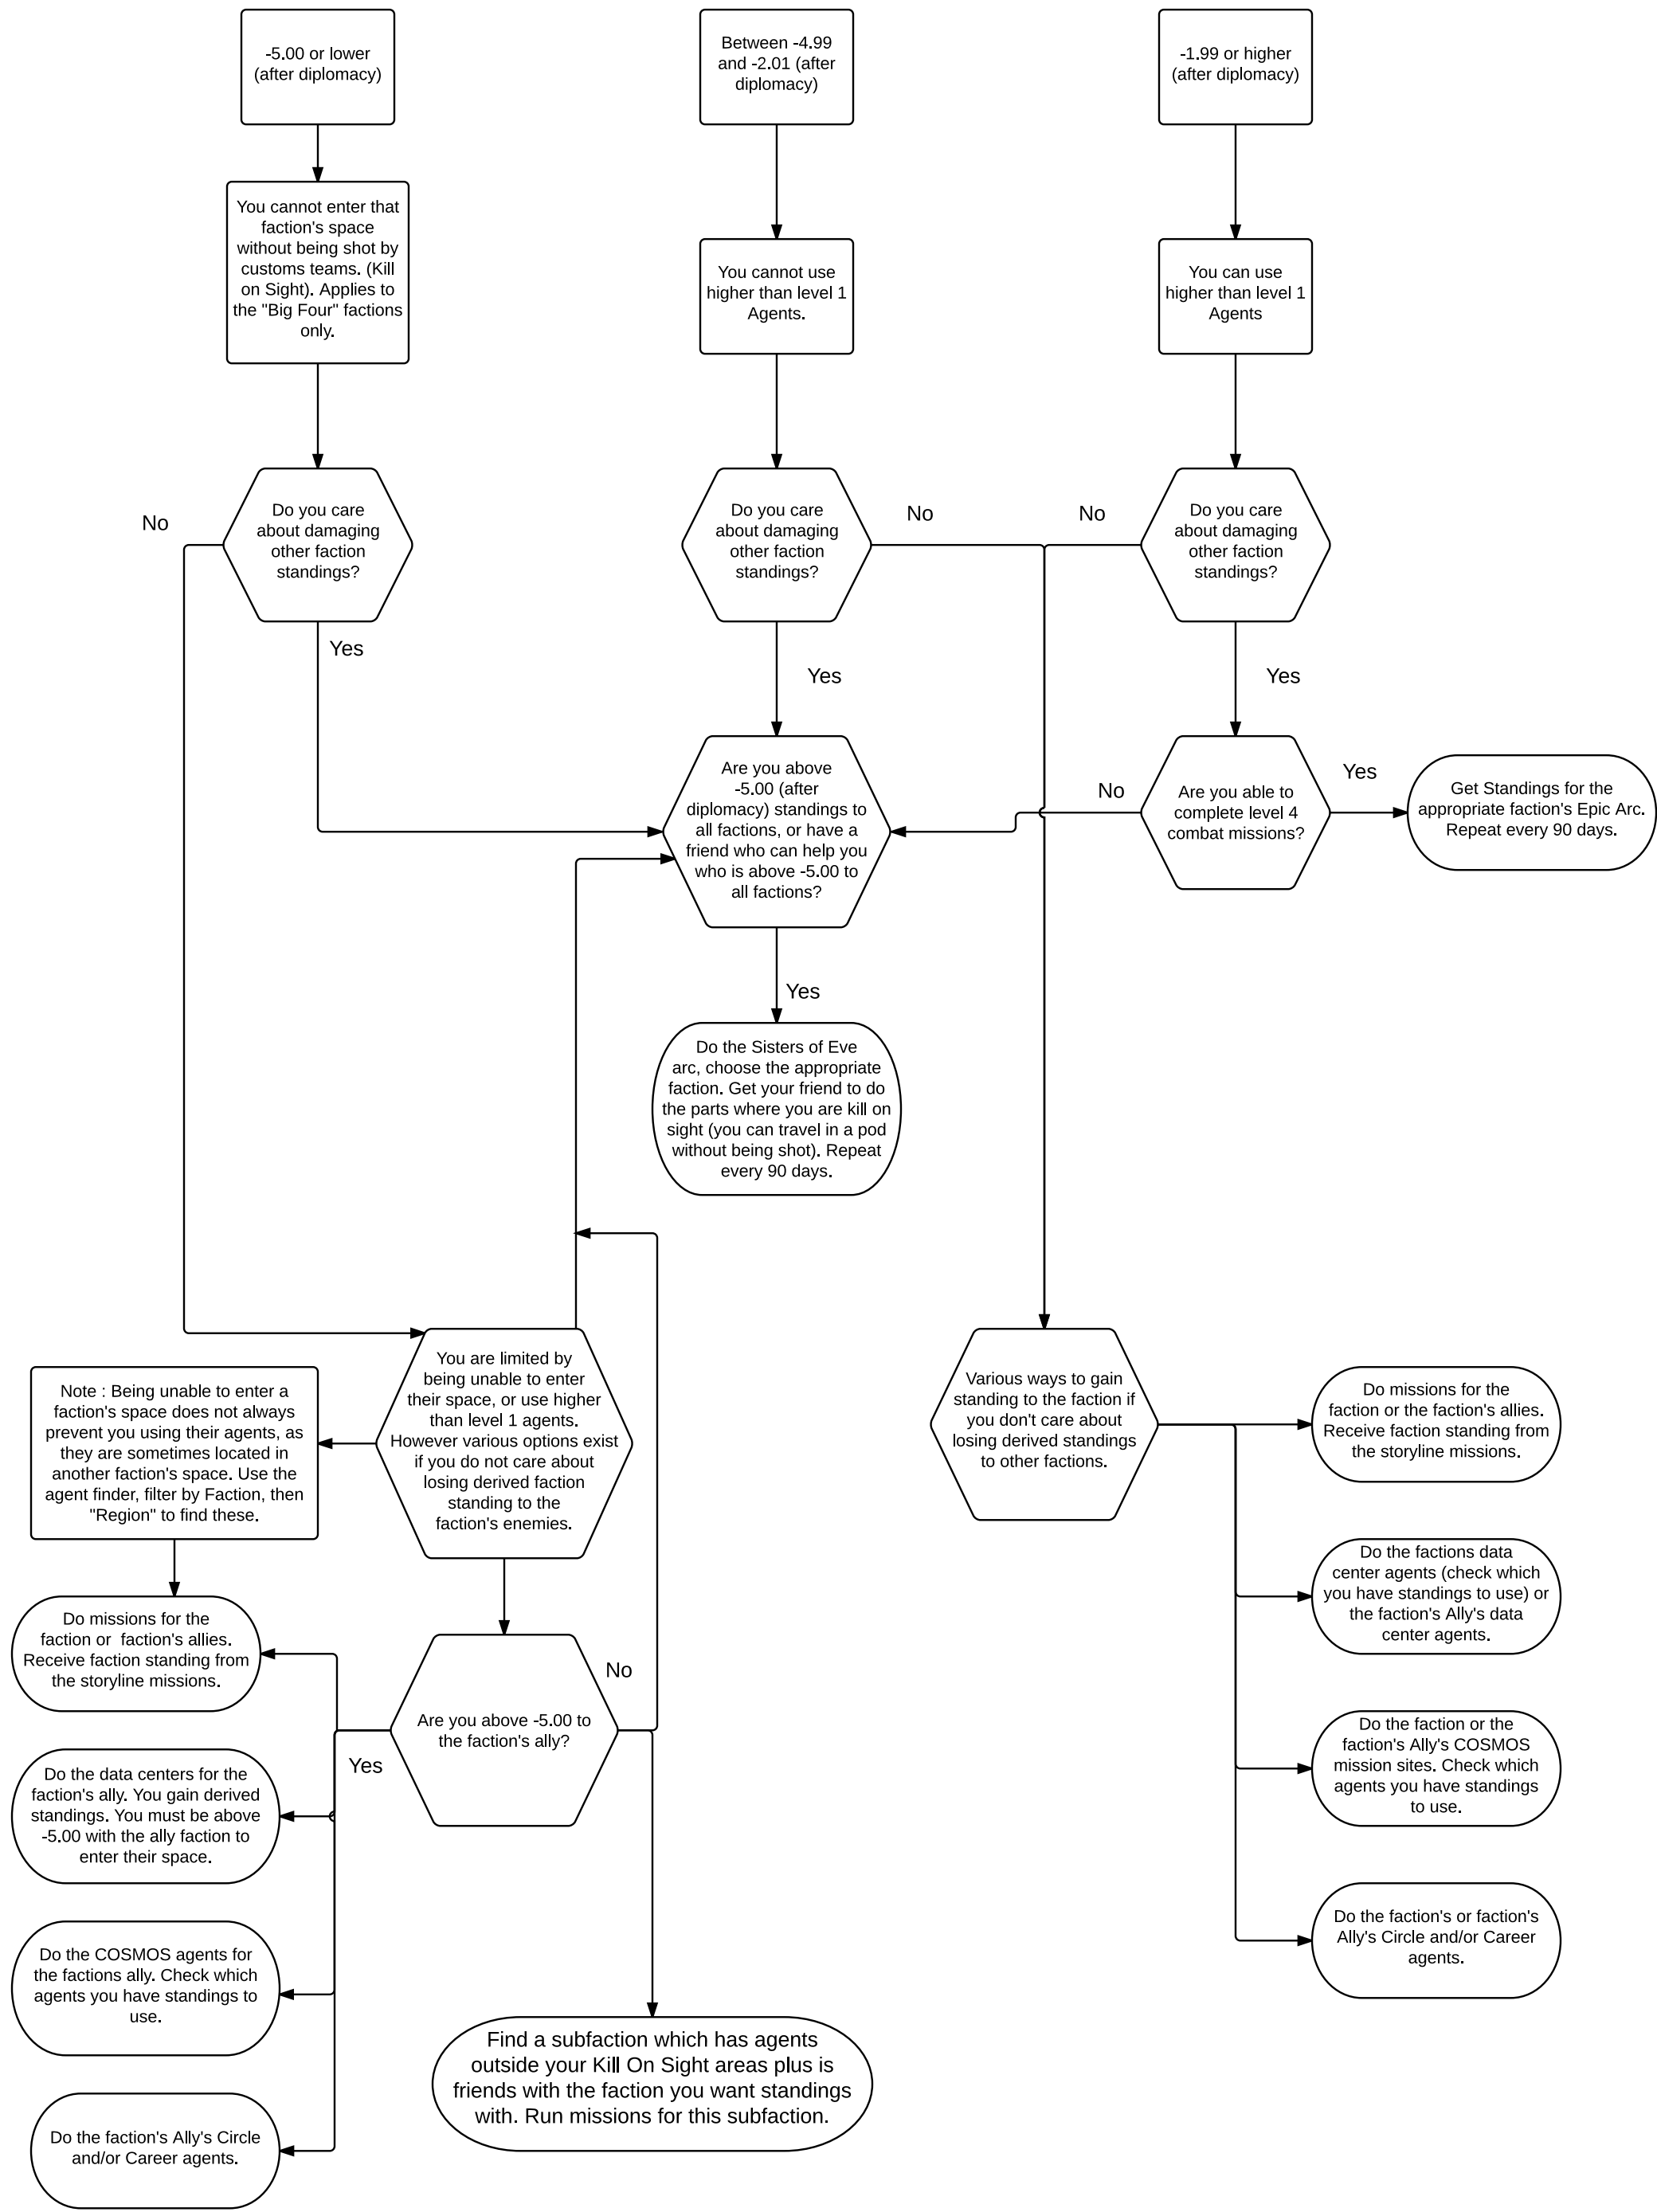 -5.00 or lower
(after diplomacy)
Between -4.99
and -2.01 (after
diplomacy)
-1.99 or higher
(after diplomacy)
You cannot enter that
faction's space
without being shot by
customs teams. (Kill
on Sight). Applies to
the "Big Four" factions
only.
You cannot use
higher than level 1
Agents.
You can use
higher than level 1
Agents
Do you care
about damaging
other faction
standings?
No
Yes
Do you care
about damaging
other faction
standings?
No
Yes
Do you care
about damaging
other faction
standings?
No
Yes
Are you above
-5.00 (after
diplomacy) standings to
all factions, or have a
friend who can help you
who is above -5.00 to
all factions?
Yes
Are you able to
complete level 4
combat missions?
No
Yes
Get Standings for the
appropriate faction's Epic Arc.
Repeat every 90 days.
Do the Sisters of Eve
arc, choose the appropriate
faction. Get your friend to do
the parts where you are kill on
sight (you can travel in a pod
without being shot). Repeat
every 90 days.
Note : Being unable to enter a
faction's space does not always
prevent you using their agents, as
they are sometimes located in
another faction's space. Use the
agent finder, filter by Faction, then
"Region" to find these.
You are limited by
being unable to enter
their space, or use higher
than level 1 agents.
However various options exist
if you do not care about
losing derived faction
standing to the
faction's enemies.
Various ways to gain
standing to the faction if
you don't care about
losing derived standings
to other factions.
Do missions for the
faction or the faction's allies.
Receive faction standing from
the storyline missions.
Do the factions data
center agents (check which
you have standings to use) or
the faction's Ally's data
center agents.
Do the faction or the
faction's Ally's COSMOS
mission sites. Check which
agents you have standings
to use.
Do the faction's or faction's
Ally's Circle and/or Career
agents.
Do missions for the
faction or  faction's allies.
Receive faction standing from
the storyline missions.
Are you above -5.00 to
the faction's ally?
No
Yes
Do the data centers for the
faction's ally. You gain derived
standings. You must be above
-5.00 with the ally faction to
enter their space.
Do the COSMOS agents for
the factions ally. Check which
agents you have standings to
use.
Do the faction's Ally's Circle
and/or Career agents.
Find a subfaction which has agents
outside your Kill On Sight areas plus is
friends with the faction you want standings
with. Run missions for this subfaction.